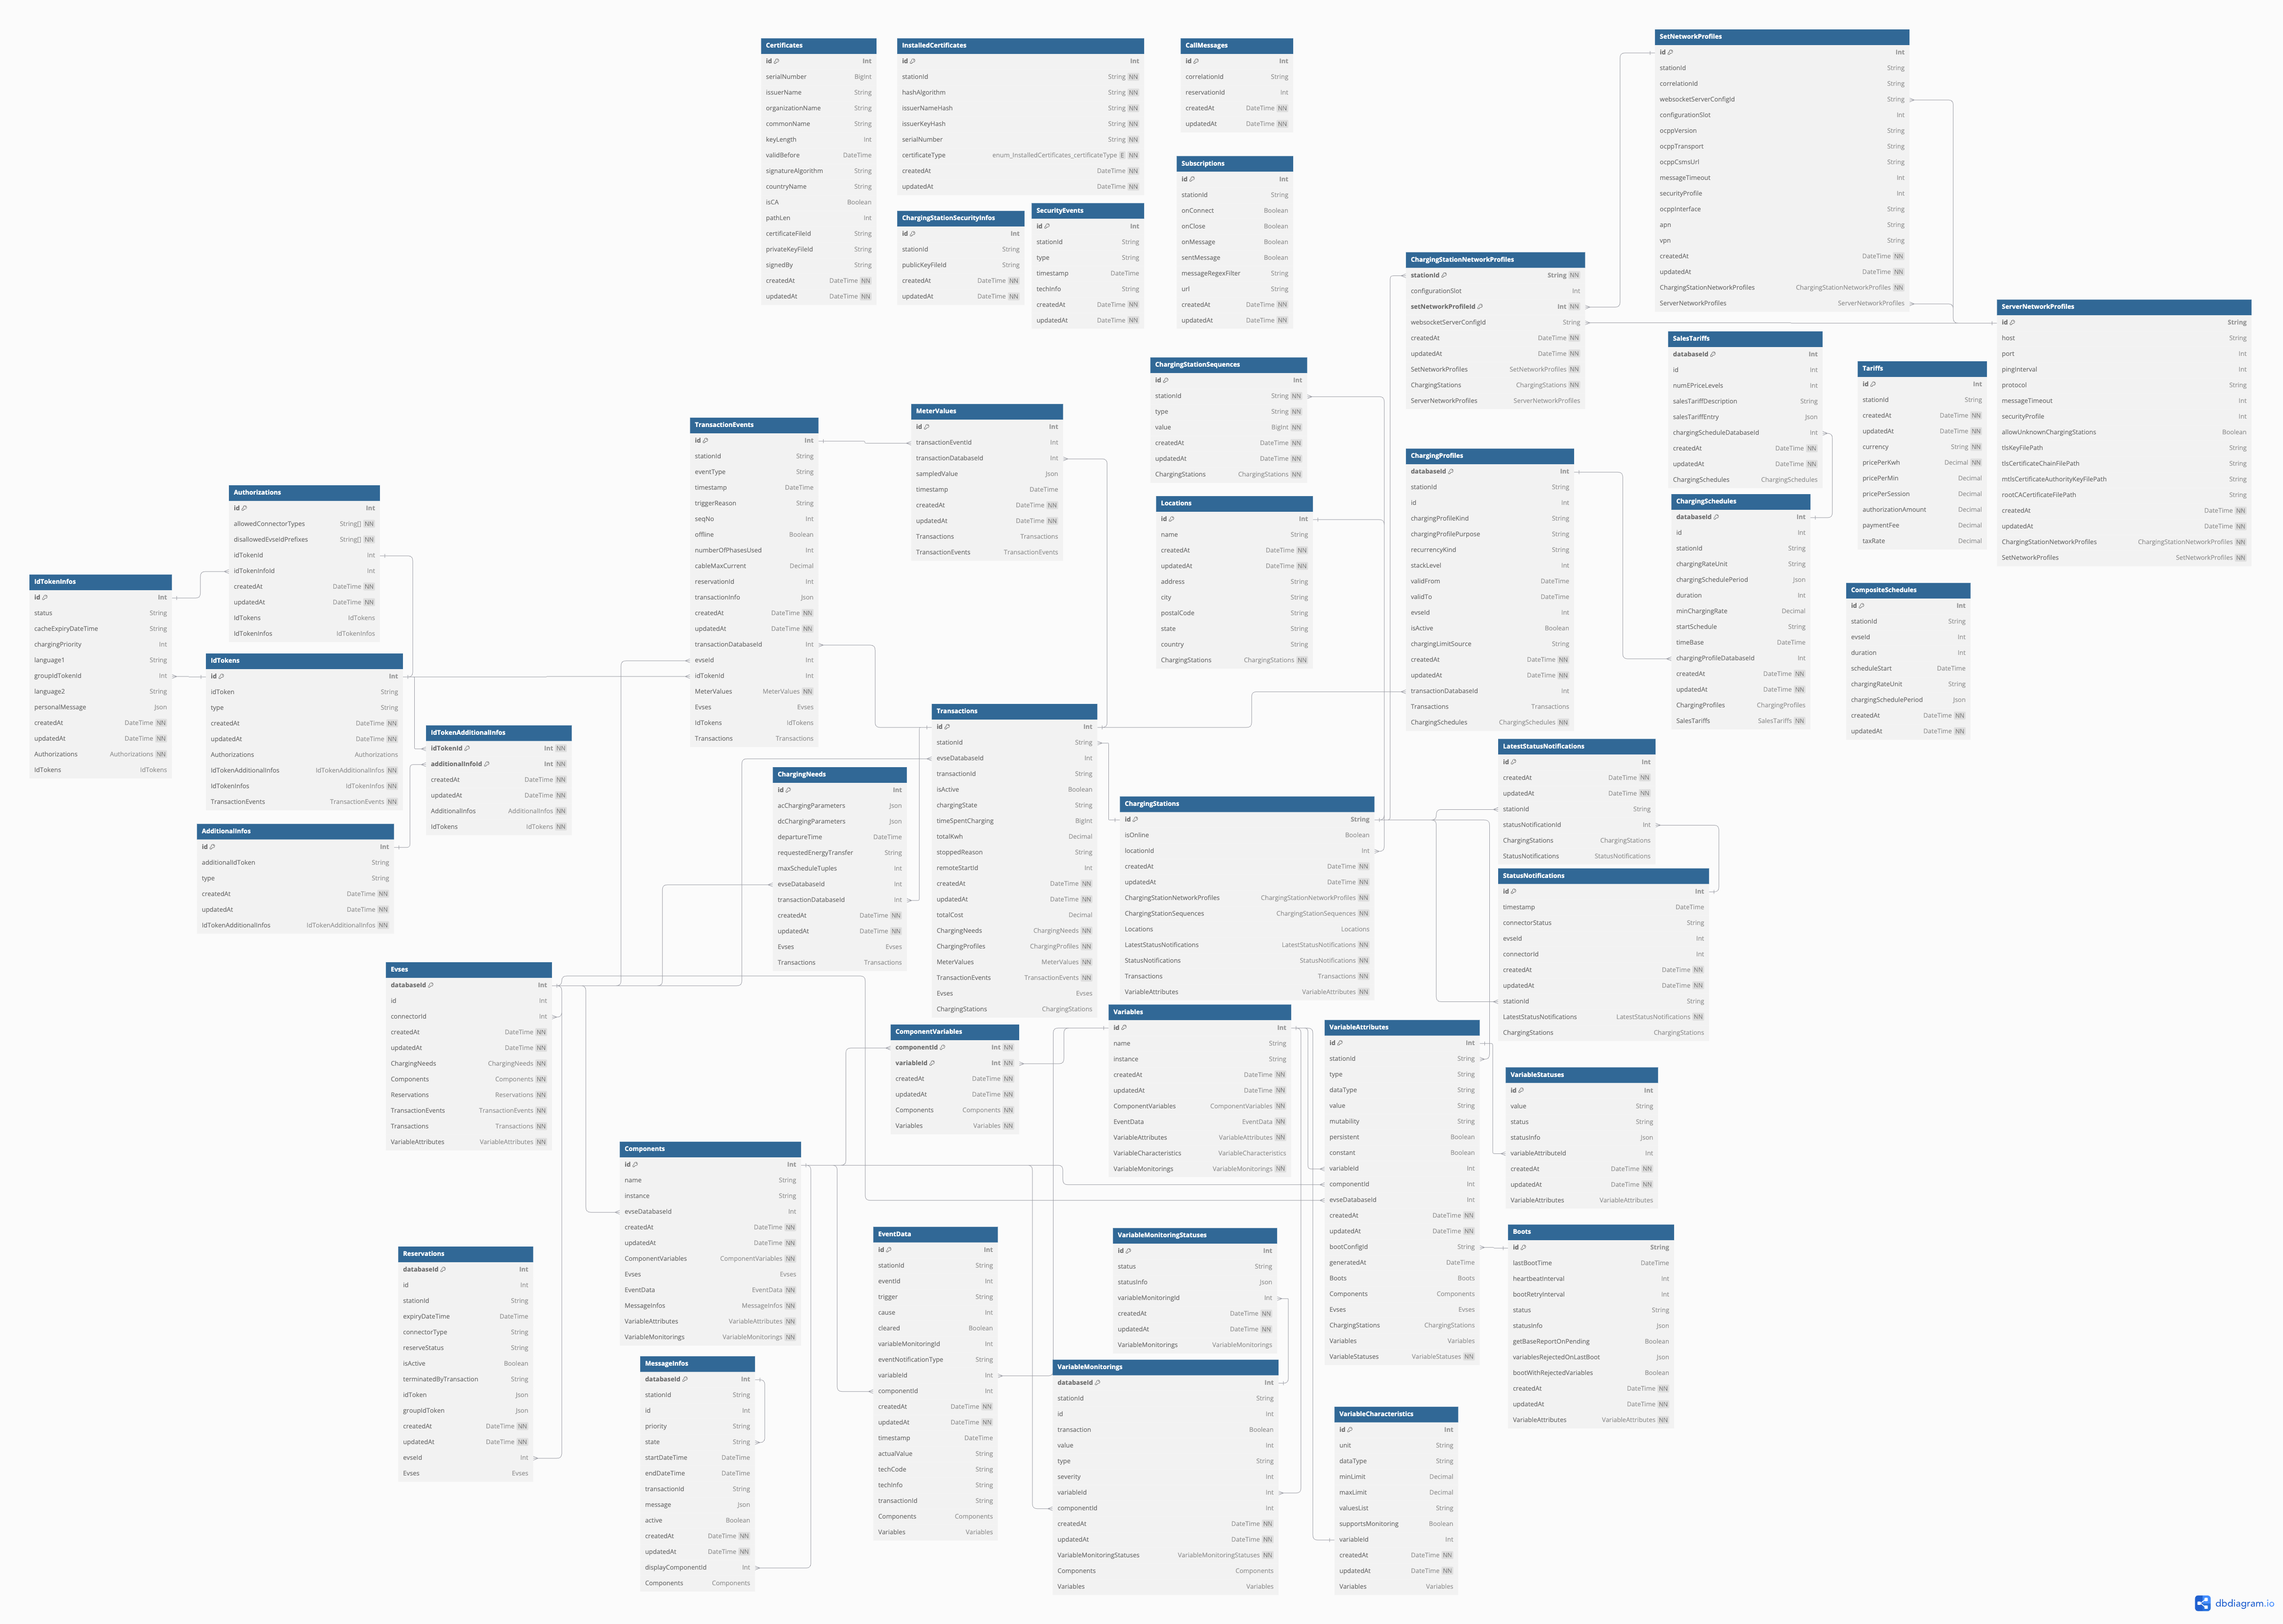 Certificates
id Int
serialNumber BigInt
issuerName String
organizationName String
commonName String
keyLength Int
validBefore DateTime
signatureAlgorithm String
countryName String
isCA Boolean
pathLen Int
certificateFileId String
privateKeyFileId String
signedBy String
createdAt DateTime NN
updatedAt DateTime NN
InstalledCertificates
id Int
stationId String NN
hashAlgorithm String NN
issuerNameHash String NN
issuerKeyHash String NN
serialNumber String NN
certificateType enum_InstalledCertificates_certificateType E NN
createdAt DateTime NN
updatedAt DateTime NN
CallMessages
id Int
correlationId String
reservationId Int
createdAt DateTime NN
updatedAt DateTime NN
SetNetworkProfiles
id Int
stationId String
correlationId String
websocketServerConfigId String
configurationSlot Int
ocppVersion String
ocppTransport String
ocppCsmsUrl String
messageTimeout Int
securityProfile Int
ocppInterface String
apn String
vpn String
createdAt DateTime NN
updatedAt DateTime NN
ChargingStationNetworkProfiles ChargingStationNetworkProfiles NN
ServerNetworkProfiles ServerNetworkProfiles
Subscriptions
id Int
stationId String
onConnect Boolean
onClose Boolean
onMessage Boolean
sentMessage Boolean
messageRegexFilter String
url String
createdAt DateTime NN
updatedAt DateTime NN
ChargingStationSecurityInfos
id Int
stationId String
publicKeyFileId String
createdAt DateTime NN
updatedAt DateTime NN
SecurityEvents
id Int
stationId String
type String
timestamp DateTime
techInfo String
createdAt DateTime NN
updatedAt DateTime NN
ChargingStationNetworkProfiles
stationId String NN
configurationSlot Int
setNetworkProfileId Int NN
websocketServerConfigId String
createdAt DateTime NN
updatedAt DateTime NN
SetNetworkProfiles SetNetworkProfiles NN
ChargingStations ChargingStations NN
ServerNetworkProfiles ServerNetworkProfiles
ServerNetworkProfiles
id String
host String
port Int
pingInterval Int
protocol String
messageTimeout Int
securityProfile Int
allowUnknownChargingStations Boolean
tlsKeyFilePath String
tlsCertificateChainFilePath String
mtlsCertificateAuthorityKeyFilePath String
rootCACertificateFilePath String
createdAt DateTime NN
updatedAt DateTime NN
ChargingStationNetworkProfiles ChargingStationNetworkProfiles NN
SetNetworkProfiles SetNetworkProfiles NN
SalesTariffs
databaseId Int
id Int
numEPriceLevels Int
salesTariffDescription String
salesTariffEntry Json
chargingScheduleDatabaseId Int
createdAt DateTime NN
updatedAt DateTime NN
ChargingSchedules ChargingSchedules
Tariffs
id Int
stationId String
createdAt DateTime NN
updatedAt DateTime NN
currency String NN
pricePerKwh Decimal NN
pricePerMin Decimal
pricePerSession Decimal
authorizationAmount Decimal
paymentFee Decimal
taxRate Decimal
ChargingStationSequences
id Int
stationId String NN
type String NN
value BigInt NN
createdAt DateTime NN
updatedAt DateTime NN
ChargingStations ChargingStations NN
MeterValues
id Int
transactionEventId Int
transactionDatabaseId Int
sampledValue Json
timestamp DateTime
createdAt DateTime NN
updatedAt DateTime NN
Transactions Transactions
TransactionEvents TransactionEvents
TransactionEvents
id Int
stationId String
eventType String
timestamp DateTime
triggerReason String
seqNo Int
offline Boolean
numberOfPhasesUsed Int
cableMaxCurrent Decimal
reservationId Int
transactionInfo Json
createdAt DateTime NN
updatedAt DateTime NN
transactionDatabaseId Int
evseId Int
idTokenId Int
MeterValues MeterValues NN
Evses Evses
IdTokens IdTokens
Transactions Transactions
ChargingProfiles
databaseId Int
stationId String
id Int
chargingProfileKind String
chargingProfilePurpose String
recurrencyKind String
stackLevel Int
validFrom DateTime
validTo DateTime
evseId Int
isActive Boolean
chargingLimitSource String
createdAt DateTime NN
updatedAt DateTime NN
transactionDatabaseId Int
Transactions Transactions
ChargingSchedules ChargingSchedules NN
Authorizations
id Int
allowedConnectorTypes String[] NN
disallowedEvseIdPrefixes String[] NN
idTokenId Int
idTokenInfoId Int
createdAt DateTime NN
updatedAt DateTime NN
IdTokens IdTokens
IdTokenInfos IdTokenInfos
Locations
id Int
name String
createdAt DateTime NN
updatedAt DateTime NN
address String
city String
postalCode String
state String
country String
ChargingStations ChargingStations NN
ChargingSchedules
databaseId Int
id Int
stationId String
chargingRateUnit String
chargingSchedulePeriod Json
duration Int
minChargingRate Decimal
startSchedule String
timeBase DateTime
chargingProfileDatabaseId Int
createdAt DateTime NN
updatedAt DateTime NN
ChargingProfiles ChargingProfiles
SalesTariffs SalesTariffs NN
IdTokenInfos
id Int
status String
cacheExpiryDateTime String
chargingPriority Int
language1 String
groupIdTokenId Int
language2 String
personalMessage Json
createdAt DateTime NN
updatedAt DateTime NN
Authorizations Authorizations NN
IdTokens IdTokens
CompositeSchedules
id Int
stationId String
evseId Int
duration Int
scheduleStart DateTime
chargingRateUnit String
chargingSchedulePeriod Json
createdAt DateTime NN
updatedAt DateTime NN
IdTokens
id Int
idToken String
type String
createdAt DateTime NN
updatedAt DateTime NN
Authorizations Authorizations
IdTokenAdditionalInfos IdTokenAdditionalInfos NN
IdTokenInfos IdTokenInfos NN
TransactionEvents TransactionEvents NN
IdTokenAdditionalInfos
idTokenId Int NN
additionalInfoId Int NN
createdAt DateTime NN
updatedAt DateTime NN
AdditionalInfos AdditionalInfos NN
IdTokens IdTokens NN
Transactions
id Int
stationId String
evseDatabaseId Int
transactionId String
isActive Boolean
chargingState String
timeSpentCharging BigInt
totalKwh Decimal
stoppedReason String
remoteStartId Int
createdAt DateTime NN
updatedAt DateTime NN
totalCost Decimal
ChargingNeeds ChargingNeeds NN
ChargingProfiles ChargingProfiles NN
MeterValues MeterValues NN
TransactionEvents TransactionEvents NN
Evses Evses
ChargingStations ChargingStations
LatestStatusNotifications
id Int
createdAt DateTime NN
updatedAt DateTime NN
stationId String
statusNotificationId Int
ChargingStations ChargingStations
StatusNotifications StatusNotifications
ChargingNeeds
id Int
acChargingParameters Json
dcChargingParameters Json
departureTime DateTime
requestedEnergyTransfer String
maxScheduleTuples Int
evseDatabaseId Int
transactionDatabaseId Int
createdAt DateTime NN
updatedAt DateTime NN
Evses Evses
Transactions Transactions
ChargingStations
id String
isOnline Boolean
locationId Int
createdAt DateTime NN
updatedAt DateTime NN
ChargingStationNetworkProfiles ChargingStationNetworkProfiles NN
ChargingStationSequences ChargingStationSequences NN
Locations Locations
LatestStatusNotifications LatestStatusNotifications NN
StatusNotifications StatusNotifications NN
Transactions Transactions NN
VariableAttributes VariableAttributes NN
AdditionalInfos
id Int
additionalIdToken String
type String
createdAt DateTime NN
updatedAt DateTime NN
IdTokenAdditionalInfos IdTokenAdditionalInfos NN
StatusNotifications
id Int
timestamp DateTime
connectorStatus String
evseId Int
connectorId Int
createdAt DateTime NN
updatedAt DateTime NN
stationId String
LatestStatusNotifications LatestStatusNotifications NN
ChargingStations ChargingStations
Evses
databaseId Int
id Int
connectorId Int
createdAt DateTime NN
updatedAt DateTime NN
ChargingNeeds ChargingNeeds NN
Components Components NN
Reservations Reservations NN
TransactionEvents TransactionEvents NN
Transactions Transactions NN
VariableAttributes VariableAttributes NN
Variables
id Int
name String
instance String
createdAt DateTime NN
updatedAt DateTime NN
ComponentVariables ComponentVariables NN
EventData EventData NN
VariableAttributes VariableAttributes NN
VariableCharacteristics VariableCharacteristics
VariableMonitorings VariableMonitorings NN
ComponentVariables
componentId Int NN
variableId Int NN
createdAt DateTime NN
updatedAt DateTime NN
Components Components NN
Variables Variables NN
VariableAttributes
id Int
stationId String
type String
dataType String
value String
mutability String
persistent Boolean
constant Boolean
variableId Int
componentId Int
evseDatabaseId Int
createdAt DateTime NN
updatedAt DateTime NN
bootConfigId String
generatedAt DateTime
Boots Boots
Components Components
Evses Evses
ChargingStations ChargingStations
Variables Variables
VariableStatuses VariableStatuses NN
VariableStatuses
id Int
value String
status String
statusInfo Json
variableAttributeId Int
createdAt DateTime NN
updatedAt DateTime NN
VariableAttributes VariableAttributes
Components
id Int
name String
instance String
evseDatabaseId Int
createdAt DateTime NN
updatedAt DateTime NN
ComponentVariables ComponentVariables NN
Evses Evses
EventData EventData NN
MessageInfos MessageInfos NN
VariableAttributes VariableAttributes NN
VariableMonitorings VariableMonitorings NN
EventData
id Int
stationId String
eventId Int
trigger String
cause Int
cleared Boolean
variableMonitoringId Int
eventNotificationType String
variableId Int
componentId Int
createdAt DateTime NN
updatedAt DateTime NN
timestamp DateTime
actualValue String
techCode String
techInfo String
transactionId String
Components Components
Variables Variables
VariableMonitoringStatuses
id Int
status String
statusInfo Json
variableMonitoringId Int
createdAt DateTime NN
updatedAt DateTime NN
VariableMonitorings VariableMonitorings
Boots
id String
lastBootTime DateTime
heartbeatInterval Int
bootRetryInterval Int
status String
statusInfo Json
getBaseReportOnPending Boolean
variablesRejectedOnLastBoot Json
bootWithRejectedVariables Boolean
createdAt DateTime NN
updatedAt DateTime NN
VariableAttributes VariableAttributes NN
Reservations
databaseId Int
id Int
stationId String
expiryDateTime DateTime
connectorType String
reserveStatus String
isActive Boolean
terminatedByTransaction String
idToken Json
groupIdToken Json
createdAt DateTime NN
updatedAt DateTime NN
evseId Int
Evses Evses
MessageInfos
databaseId Int
stationId String
id Int
priority String
state String
startDateTime DateTime
endDateTime DateTime
transactionId String
message Json
active Boolean
createdAt DateTime NN
updatedAt DateTime NN
displayComponentId Int
Components Components
VariableMonitorings
databaseId Int
stationId String
id Int
transaction Boolean
value Int
type String
severity Int
variableId Int
componentId Int
createdAt DateTime NN
updatedAt DateTime NN
VariableMonitoringStatuses VariableMonitoringStatuses NN
Components Components
Variables Variables
VariableCharacteristics
id Int
unit String
dataType String
minLimit Decimal
maxLimit Decimal
valuesList String
supportsMonitoring Boolean
variableId Int
createdAt DateTime NN
updatedAt DateTime NN
Variables Variables
dbdiagram.io